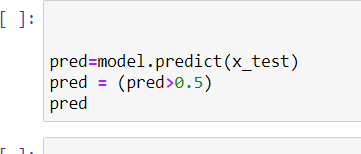 [ ]:
pred=model.predict(x_test)
pred = (pred>0.5)
pred
[ ]: